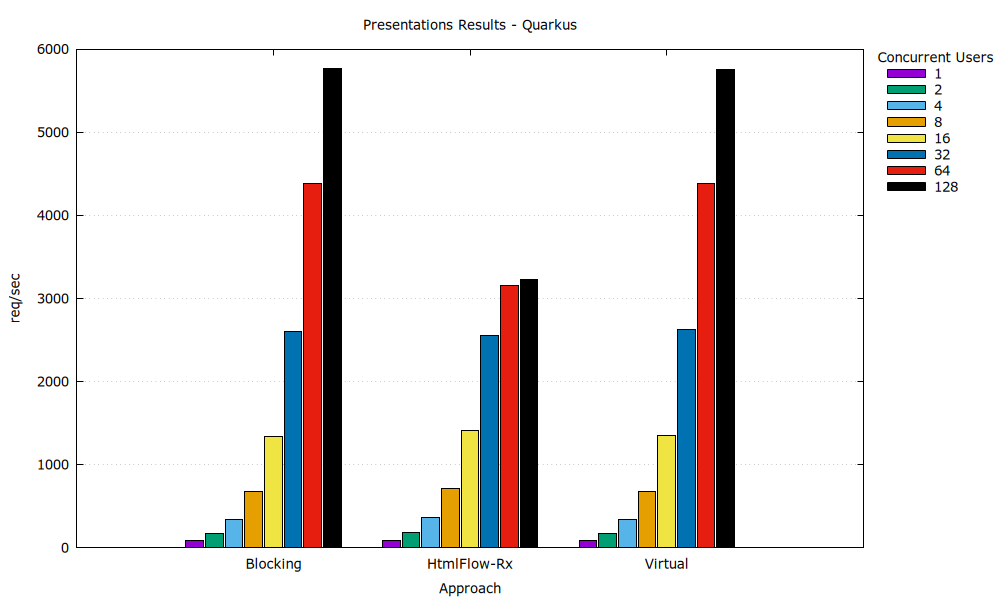 Presentations Results - Quarkus
6000
5000
4000
3000
2000
1000
0
req/sec
Blocking
HtmlFlow-Rx
Virtual
Approach
Concurrent Users
1
2
4
8
16
32
64
128